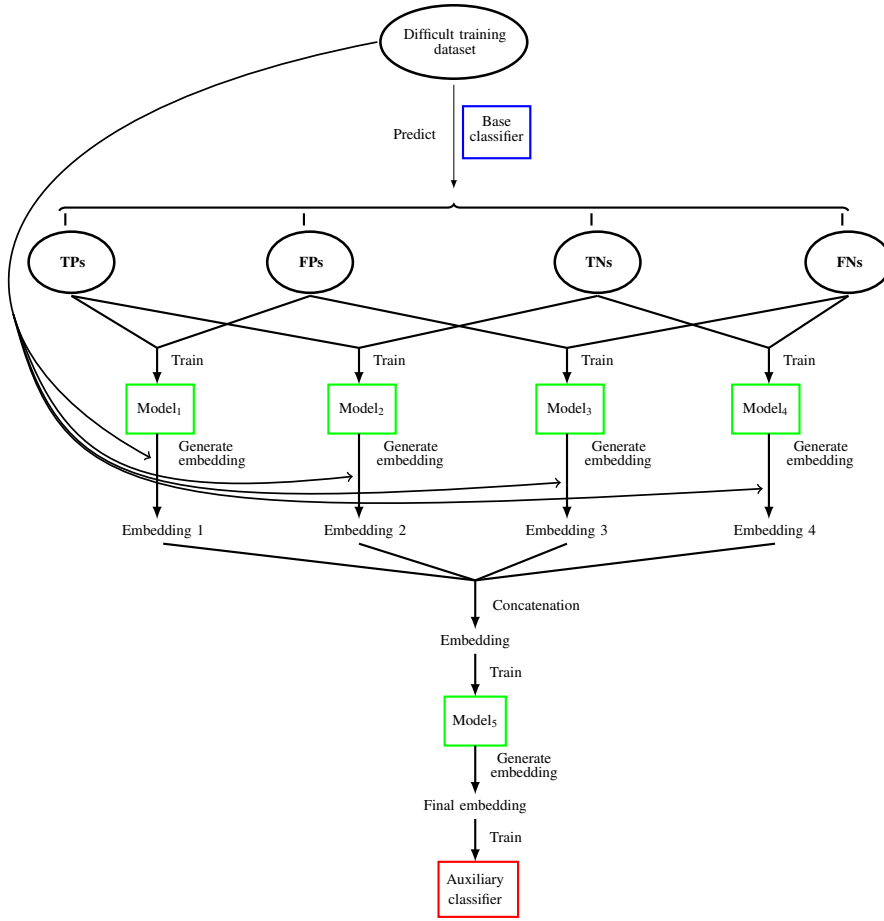 Difficult training
dataset
Predict
Base
classifier
TPs
FPs
TNs
FNs
Train
Train
Train
Train
Model₁
Model₂
Model₃
Model₄
Generate
embedding
Generate
embedding
Generate
embedding
Generate
embedding
Embedding 1
Embedding 2
Embedding 3
Embedding 4
Concatenation
Embedding
Train
Model₅
Generate
embedding
Final embedding
Train
Auxiliary
classifier